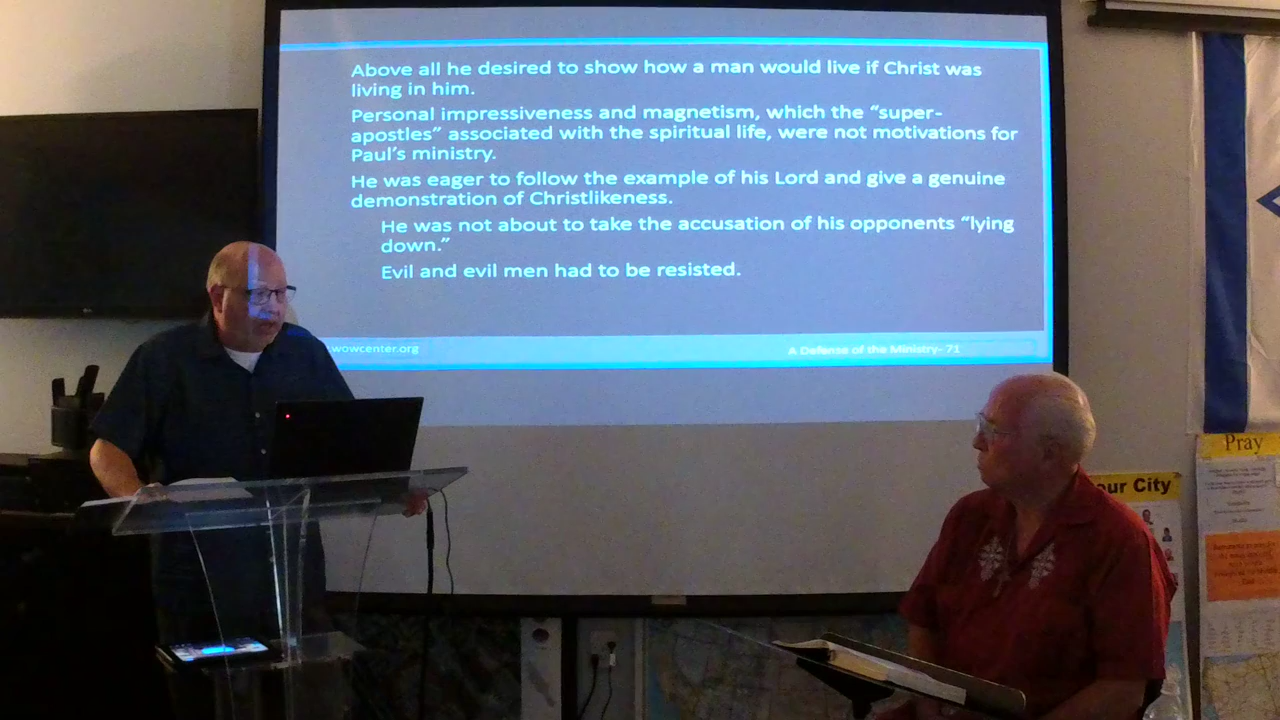 Above all he desired to show how a man would live if Christ was
living in him.
Personal impressiveness and magnetism, which the “super-
apostles” associated with the spiritual life, were not motivations for
Paul’s ministry.
He was eager to follow the example of his Lord and give a genuine
demonstration of Christlikeness.
He was not about to take the accusation of his opponents “lying
down.”
Evil and evil men had to be resisted.
wowcenter.org
A Defense of the Ministry- 71
Pray
our City